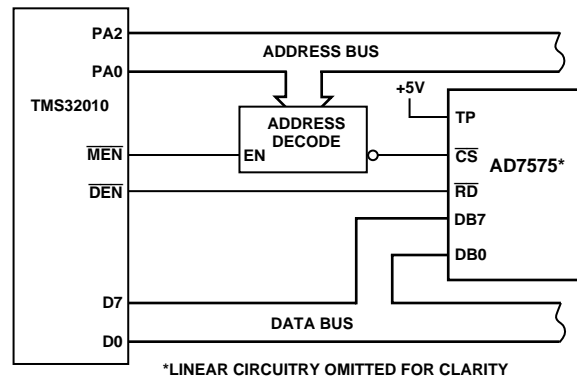 PA2
ADDRESS BUS
PA0
+5V
TMS32010
TP
ADDRESS
DECODE
MEN
EN
CS
AD7575*
DEN
RD
DB7
DB0
D7
DATA BUS
D0
*LINEAR CIRCUITRY OMITTED FOR CLARITY